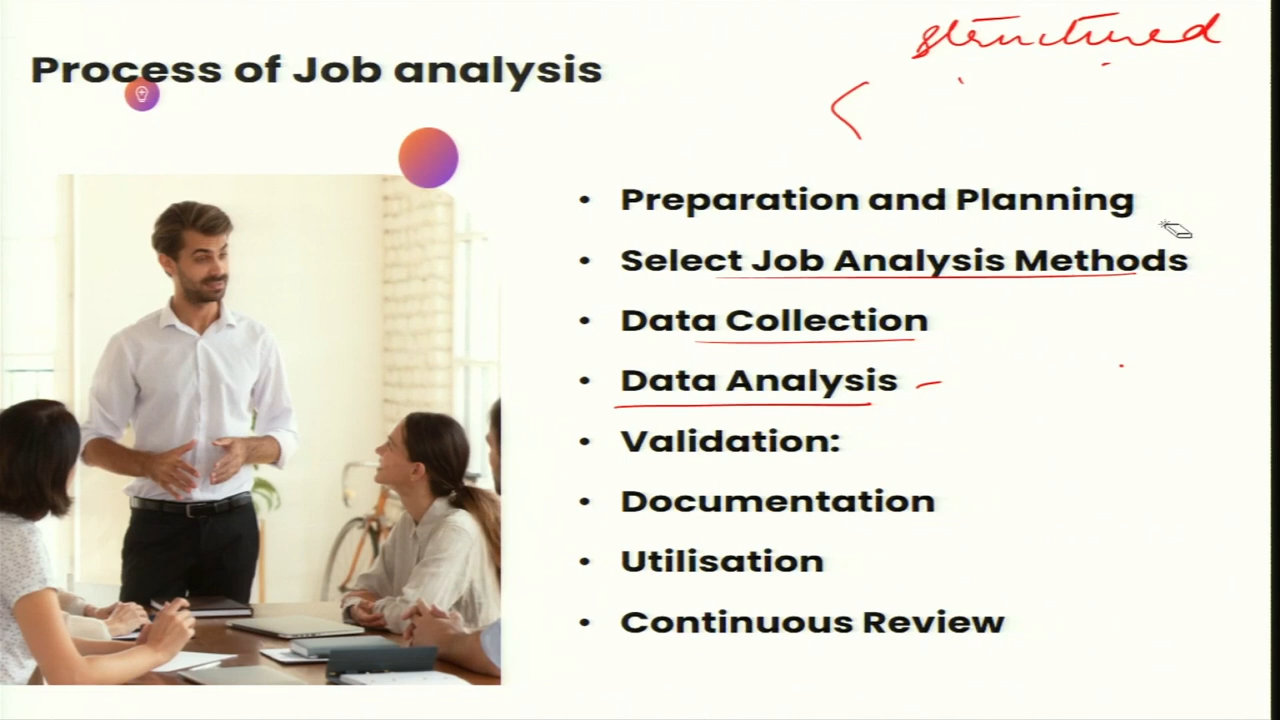 structured
Process of Job analysis
• Preparation and Planning
• Select Job Analysis Methods
• Data Collection
• Data Analysis
• Validation:
• Documentation
• Utilisation
• Continuous Review